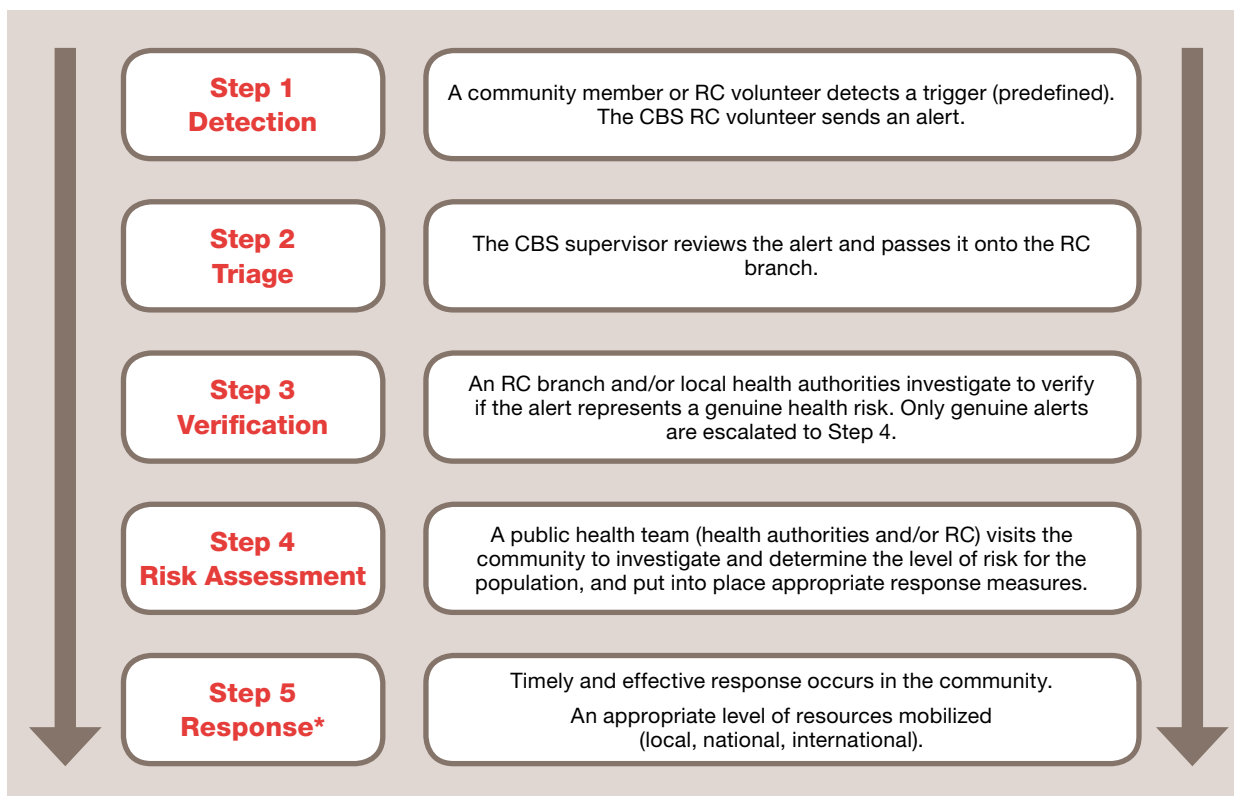 Step 1
Detection
A community member or RC volunteer detects a trigger (predefined).
The CBS RC volunteer sends an alert.
Step 2
Triage
The CBS supervisor reviews the alert and passes it onto the RC
branch.
Step 3
Verification
An RC branch and/or local health authorities investigate to verify
if the alert represents a genuine health risk. Only genuine alerts
are escalated to Step 4.
Step 4
Risk Assessment
A public health team (health authorities and/or RC) visits the
community to investigate and determine the level of risk for the
population, and put into place appropriate response measures.
Step 5
Response*
Timely and effective response occurs in the community.
An appropriate level of resources mobilized
(local, national, international).